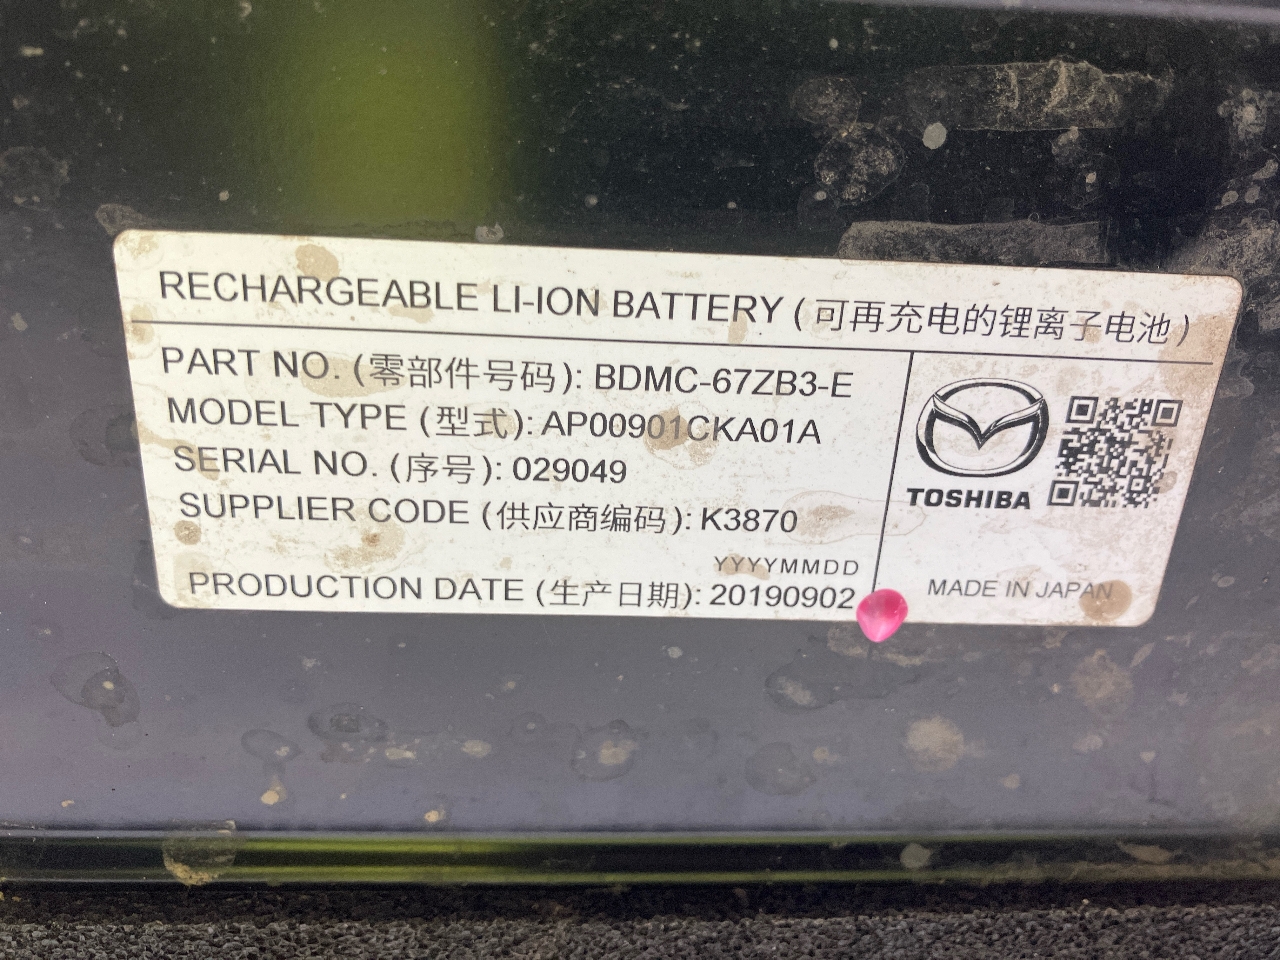 RECHARGEABLE LI-ION BATTERY (可再充电的锂离子电池)
PART NO. (零部件号码): BDMC-67ZB3-E
MODEL TYPE (型式): AP00901CKA01A
SERIAL NO. (序号): 029049
SUPPLIER CODE (供应商编码): K3870
YYYYMMDD
PRODUCTION DATE (生产日期): 20190902
TOSHIBA
MADE IN JAPAN